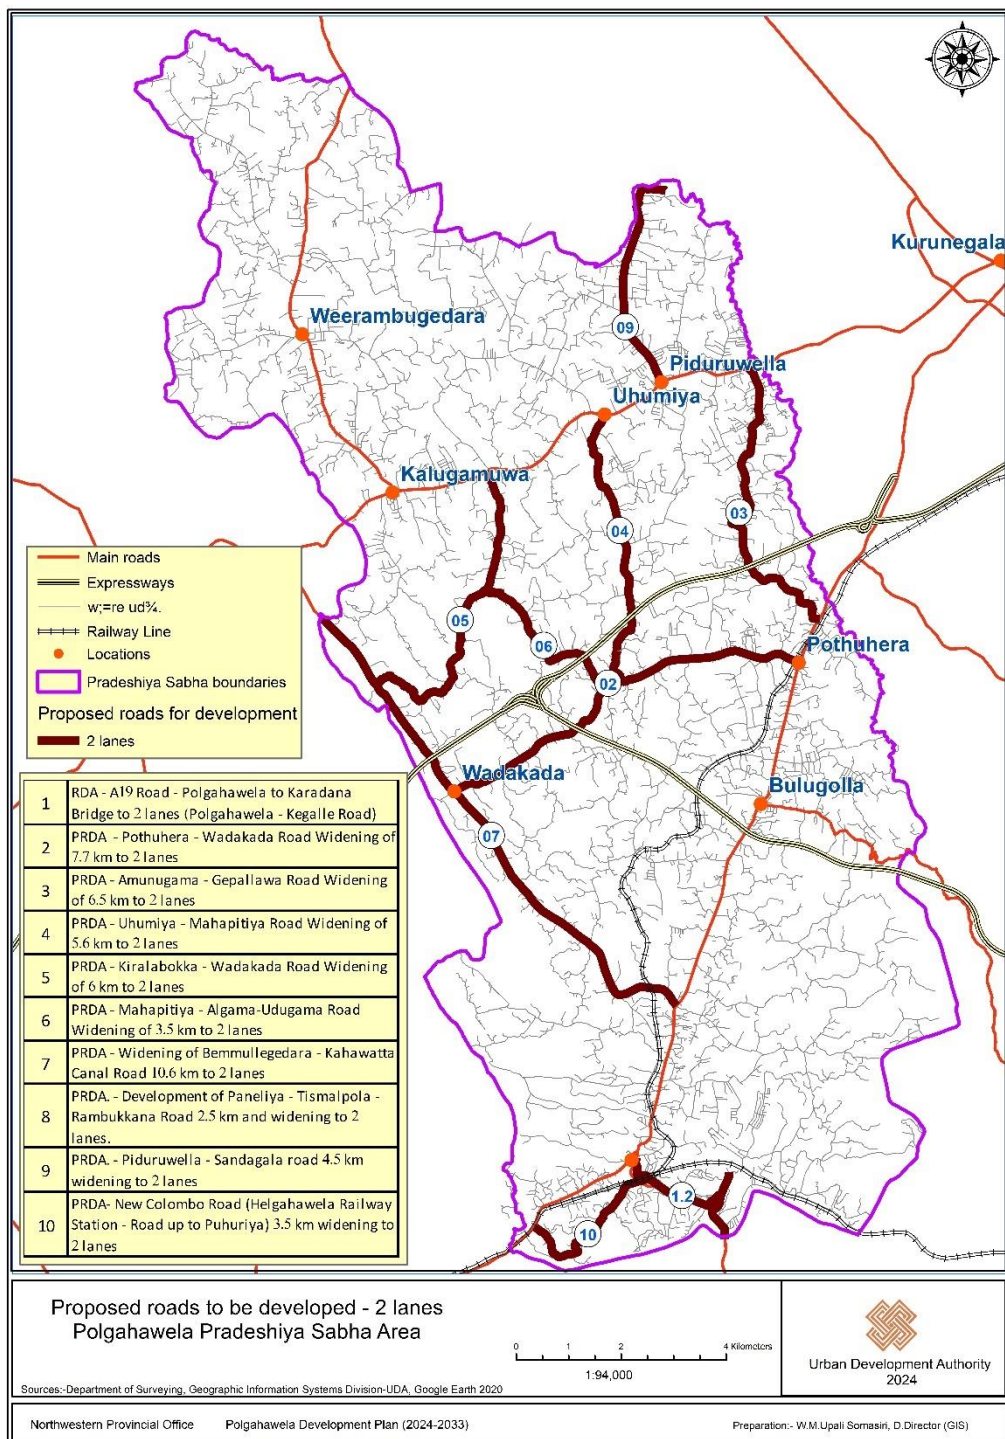 Kurunegala
Weerambugedara
09
Piduruwella
Uhumiya
Kalugamuwa
03
04
Main roads
Expressways
w;=re ud¾.
Railway Line
Locations
Pradeshiya Sabha boundaries
Proposed roads for development
2 lanes
05
06
Pothuhera
02
Wadakada
Bulugolla
07
1 RDA - A19 Road - Polgahawela to Karadana
Bridge to 2 lanes (Polgahawela - Kegalle Road)
2 PRDA - Pothuhera - Wadakada Road Widening of
7.7 km to 2 lanes
3 PRDA - Amunugama - Gepallawa Road Widening
of 6.5 km to 2 lanes
4 PRDA - Uhumiya - Mahapitiya Road Widening of
5.6 km to 2 lanes
5 PRDA - Kiralabokka - Wadakada Road Widening
of 6 km to 2 lanes
6 PRDA - Mahapitiya - Algama-Udugama Road
Widening of 3.5 km to 2 lanes
7 PRDA - Widening of Bemmullegedara - Kahawatta
Canal Road 10.6 km to 2 lanes
8 PRDA. - Development of Paneliya - Tismalpola -
Rambukkana Road 2.5 km and widening to 2
lanes.
9 PRDA. - Piduruwella - Sandagala road 4.5 km
widening to 2 lanes
10 PRDA- New Colombo Road (Helgahawela Railway
Station - Road up to Puhuriya) 3.5 km widening to
2 lanes
1.2
10
Proposed roads to be developed - 2 lanes
Polgahawela Pradeshiya Sabha Area
0 1 2 4 Kilometers
1:94,000
Sources:-Department of Surveying, Geographic Information Systems Division-UDA, Google Earth 2020
Urban Development Authority
2024
Northwestern Provincial Office Polgahawela Development Plan (2024-2033) Preparation:- W.M.Upali Somasiri, D.Director (GIS)